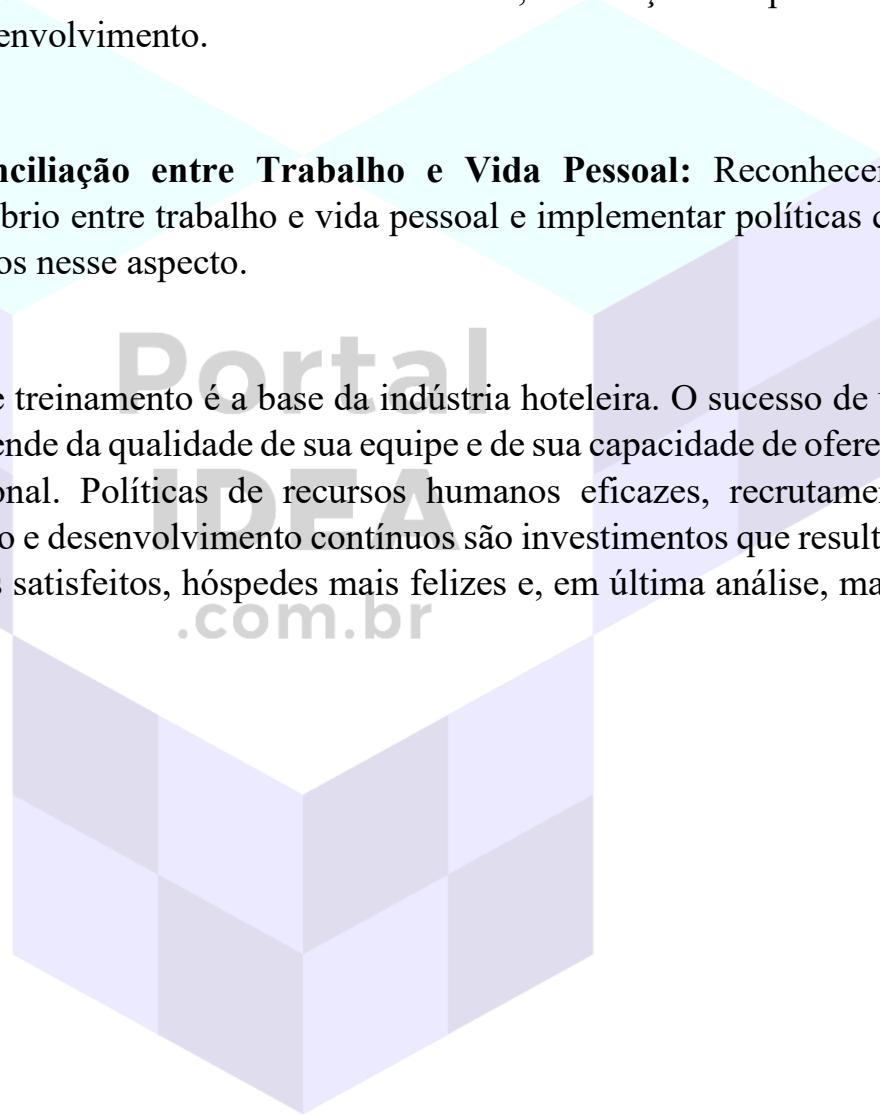 envolvimento.
nciliação entre Trabalho e Vida Pessoal: Reconhecer
brio entre trabalho e vida pessoal e implementar políticas
os nesse aspecto.
Portal
e treinamento é a base da indústria hoteleira. O sucesso de
ende da qualidade de sua equipe e de sua capacidade de ofere
IDEA
onal. Políticas de recursos humanos eficazes, recrutame
o e desenvolvimento contínuos são investimentos que result
s satisfeitos, hóspedes mais felizes e, em última análise, ma
.com.br